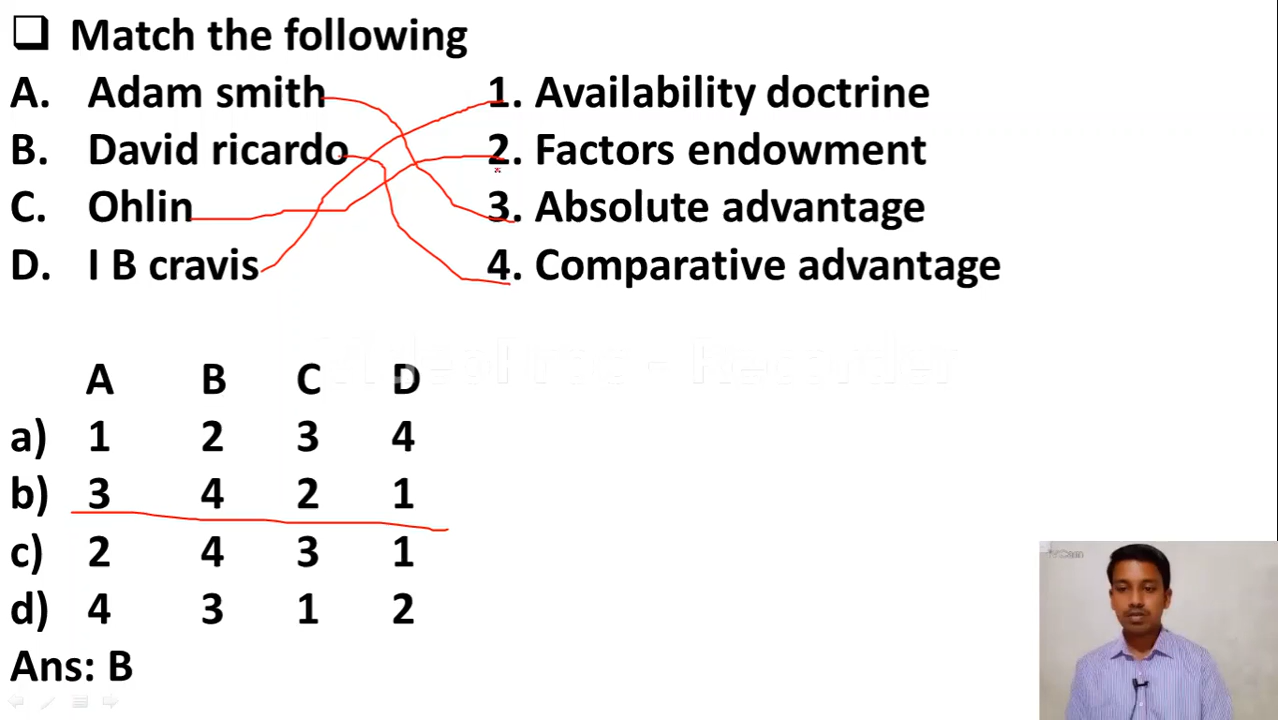 Match the following
A. Adam smith 1. Availability doctrine
B. David ricardo 2. Factors endowment
C. Ohlin 3. Absolute advantage
D. I B cravis 4. Comparative advantage
VideoProc - Recorder
A B C D
a) 1 2 3 4
b) 3 4 2 1
c) 2 4 3 1
d) 4 3 1 2
Ans: B